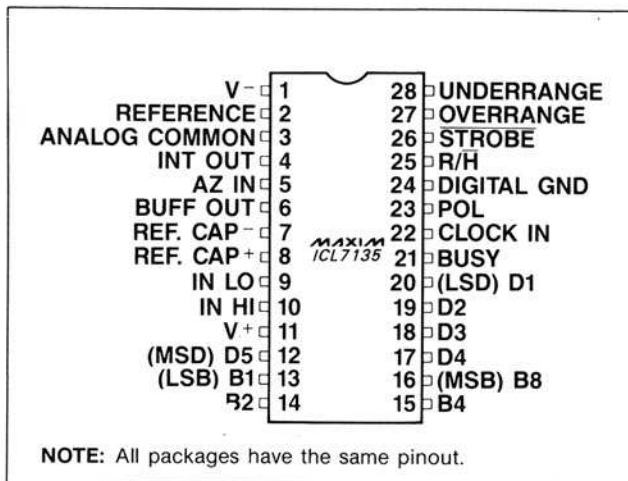 V⁻ 1 28 UNDERRANGE
REFERENCE 2 27 OVERRANGE
ANALOG COMMON 3 26 S̅T̅R̅O̅B̅E̅
INT OUT 4 25 R/H̅
AZ IN 5 24 DIGITAL GND
BUFF OUT 6 23 POL
REF. CAP⁻ 7 MAXIM 22 CLOCK IN
REF. CAP⁺ 8 ICL7135 21 BUSY
IN LO 9 20 (LSD) D1
IN HI 10 19 D2
V⁺ 11 18 D3
(MSD) D5 12 17 D4
(LSB) B1 13 16 (MSB) B8
B2 14 15 B4
NOTE: All packages have the same pinout.